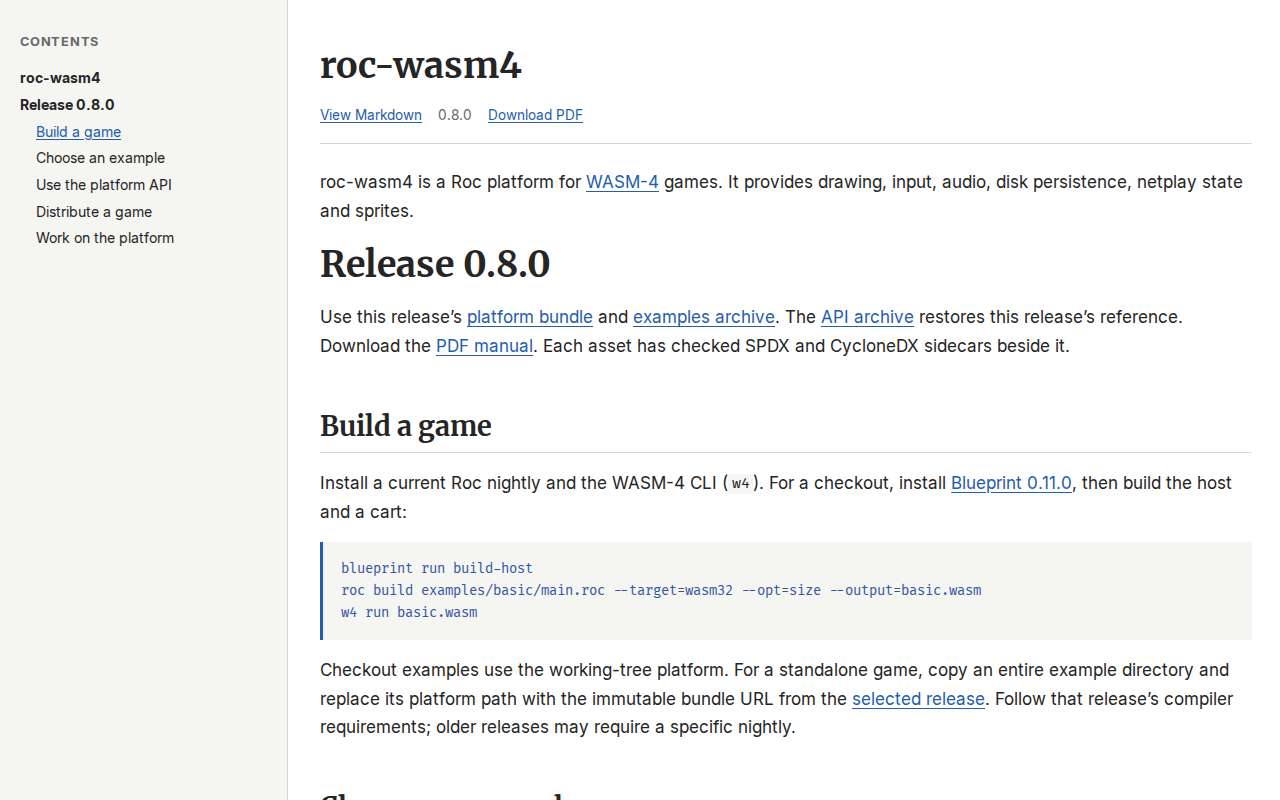 CONTENTS
roc-wasm4
Release 0.8.0
Build a game
Choose an example
Use the platform API
Distribute a game
Work on the platform
roc-wasm4
View Markdown 0.8.0 Download PDF
roc-wasm4 is a Roc platform for WASM-4 games. It provides drawing, input, audio, disk persistence, netplay state
and sprites.
Release 0.8.0
Use this release’s platform bundle and examples archive. The API archive restores this release’s reference.
Download the PDF manual. Each asset has checked SPDX and CycloneDX sidecars beside it.
Build a game
Install a current Roc nightly and the WASM-4 CLI (w4). For a checkout, install Blueprint 0.11.0, then build the host
and a cart:
blueprint run build-host
roc build examples/basic/main.roc --target=wasm32 --opt=size --output=basic.wasm
w4 run basic.wasm
Checkout examples use the working-tree platform. For a standalone game, copy an entire example directory and
replace its platform path with the immutable bundle URL from the selected release. Follow that release’s compiler
requirements; older releases may require a specific nightly.